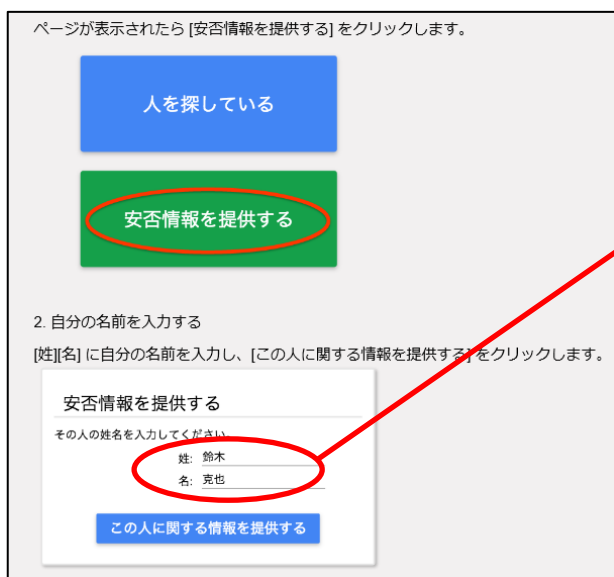 ページが表示されたら [安否情報を提供する] をクリックします。
人を探している
安否情報を提供する
2. 自分の名前を入力する
[姓][名] に自分の名前を入力し、[この人に関する情報を提供する] をクリックします。
安否情報を提供する
その人の姓名を入力してください。
姓: 鈴木
名: 克也
この人に関する情報を提供する